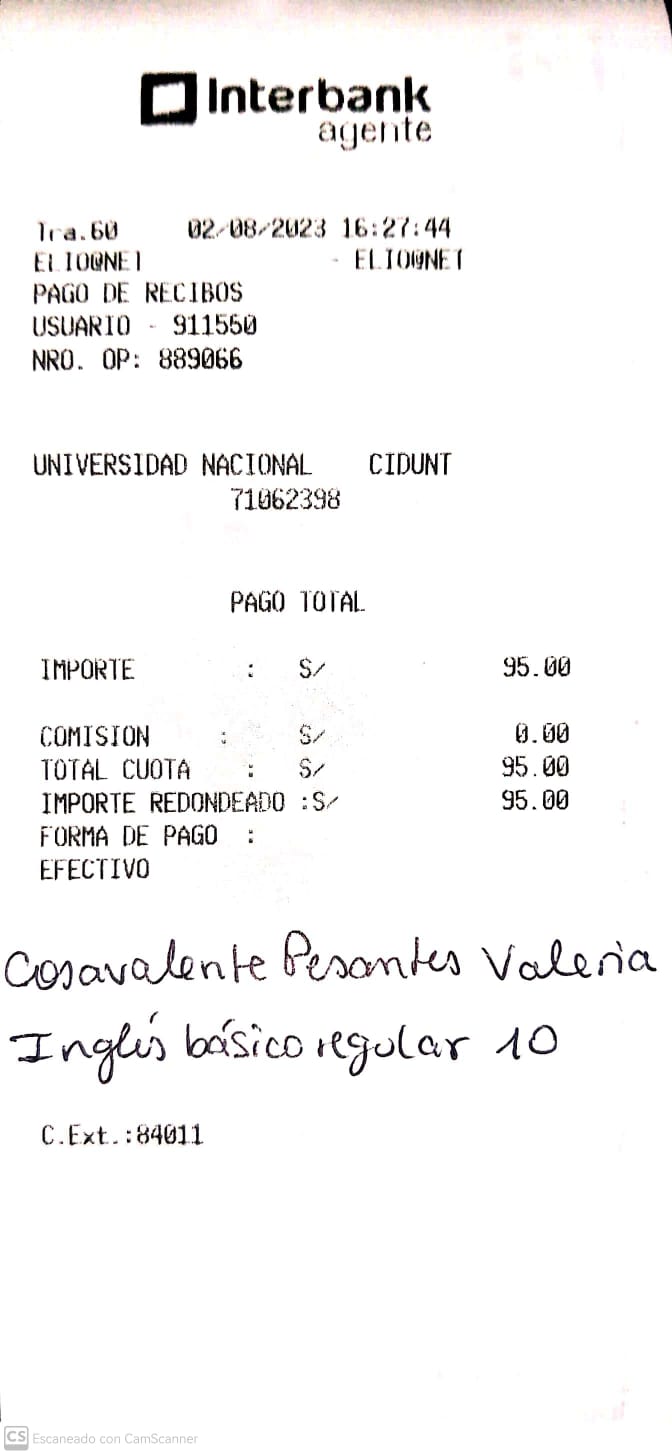 Interbank
agente
Tra.60 02/08/2023 16:27:44
ELIO@NET - ELIO@NET
PAGO DE RECIBOS
USUARIO - 911550
NRO. OP: 889066
UNIVERSIDAD NACIONAL CIDUNT
71062398
PAGO TOTAL
IMPORTE : S/ 95.00
COMISION : S/ 0.00
TOTAL CUOTA : S/ 95.00
IMPORTE REDONDEADO :S/ 95.00
FORMA DE PAGO :
EFECTIVO
Cosavalente Pesantes Valeria
Inglés básico regular 10
C.Ext.:84011
CS Escaneado con CamScanner